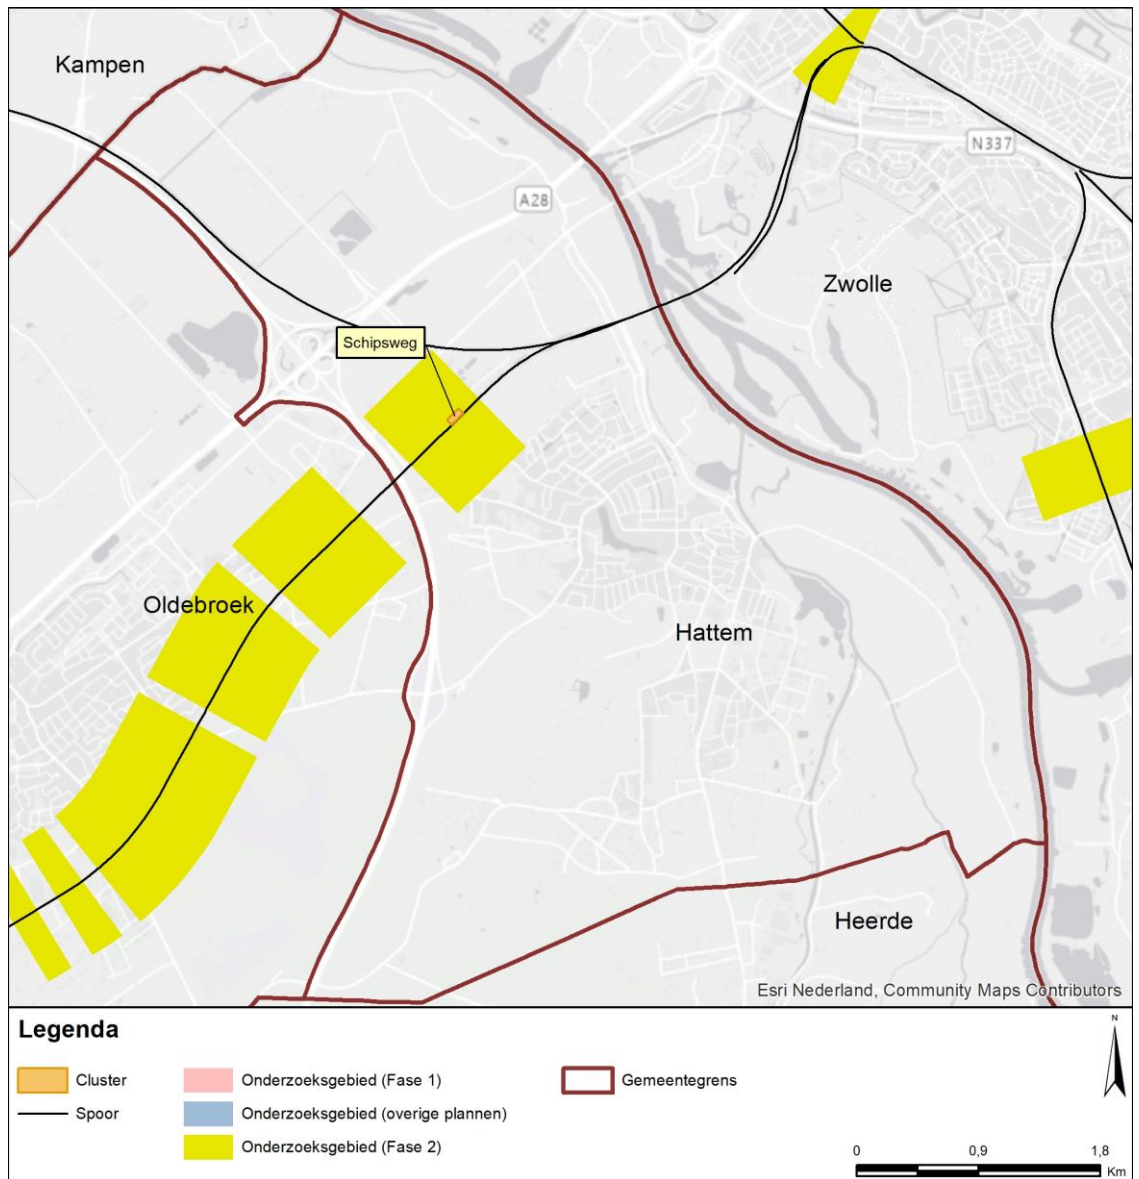 Kampen
N337
A28
Zwolle
Schipsweg
Oldebroek
Hattem
Heerde
Esri Nederland, Community Maps Contributors
Legenda
Cluster
Spoor
Onderzoeksgebied (Fase 1)
Onderzoeksgebied (overige plannen)
Onderzoeksgebied (Fase 2)
Gemeentegrens
N
0 0,9 1,8
Km